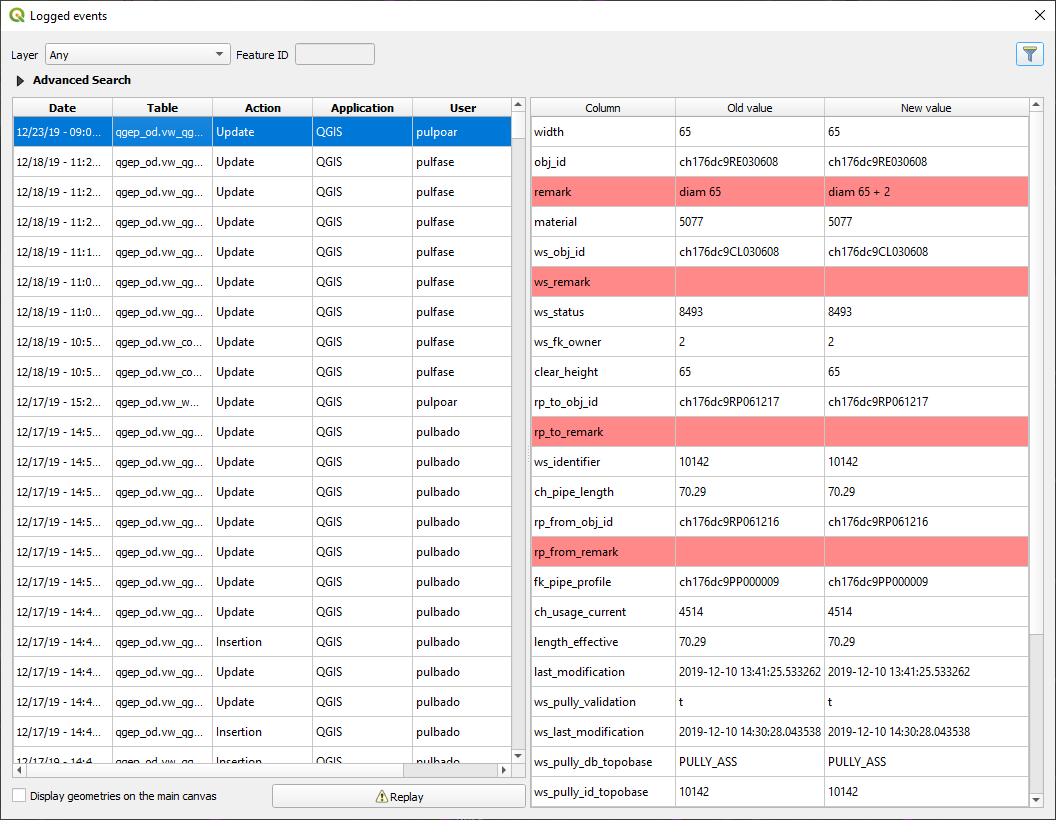 Logged events
Layer Any Feature ID
Advanced Search
Date Table Action Application User
12/23/19 - 09:0... qgep_od.vw_qg... Update QGIS pulpoar
12/18/19 - 11:2... qgep_od.vw_qg... Update QGIS pulfase
12/18/19 - 11:2... qgep_od.vw_qg... Update QGIS pulfase
12/18/19 - 11:2... qgep_od.vw_qg... Update QGIS pulfase
12/18/19 - 11:1... qgep_od.vw_qg... Update QGIS pulfase
12/18/19 - 11:0... qgep_od.vw_qg... Update QGIS pulfase
12/18/19 - 11:0... qgep_od.vw_qg... Update QGIS pulfase
12/18/19 - 10:5... qgep_od.vw_co... Update QGIS pulfase
12/18/19 - 10:5... qgep_od.vw_co... Update QGIS pulfase
12/17/19 - 15:2... qgep_od.vw_w... Update QGIS pulpoar
12/17/19 - 14:5... qgep_od.vw_qg... Update QGIS pulbado
12/17/19 - 14:5... qgep_od.vw_qg... Update QGIS pulbado
12/17/19 - 14:5... qgep_od.vw_qg... Update QGIS pulbado
12/17/19 - 14:5... qgep_od.vw_qg... Update QGIS pulbado
12/17/19 - 14:5... qgep_od.vw_qg... Update QGIS pulbado
12/17/19 - 14:5... qgep_od.vw_qg... Update QGIS pulbado
12/17/19 - 14:4... qgep_od.vw_qg... Update QGIS pulbado
12/17/19 - 14:4... qgep_od.vw_qg... Insertion QGIS pulbado
12/17/19 - 14:4... qgep_od.vw_qg... Update QGIS pulbado
12/17/19 - 14:4... qgep_od.vw_qg... Update QGIS pulbado
12/17/19 - 14:4... qgep_od.vw_qg... Insertion QGIS pulbado
12/17/19 - 14:4... qgep_od.vw_qg... Insertion QGIS pulbado
Display geometries on the main canvas
Replay
Column Old value New value
width 65 65
obj_id ch176dc9RE030608 ch176dc9RE030608
remark diam 65 diam 65 + 2
material 5077 5077
ws_obj_id ch176dc9CL030608 ch176dc9CL030608
ws_remark
ws_status 8493 8493
ws_fk_owner 2 2
clear_height 65 65
rp_to_obj_id ch176dc9RP061217 ch176dc9RP061217
rp_to_remark
ws_identifier 10142 10142
ch_pipe_length 70.29 70.29
rp_from_obj_id ch176dc9RP061216 ch176dc9RP061216
rp_from_remark
fk_pipe_profile ch176dc9PP000009 ch176dc9PP000009
ch_usage_current 4514 4514
length_effective 70.29 70.29
last_modification 2019-12-10 13:41:25.533262 2019-12-10 13:41:25.533262
ws_pully_validation t t
ws_last_modification 2019-12-10 14:30:28.043538 2019-12-10 14:30:28.043538
ws_pully_db_topobase PULLY_ASS PULLY_ASS
ws_pully_id_topobase 10142 10142